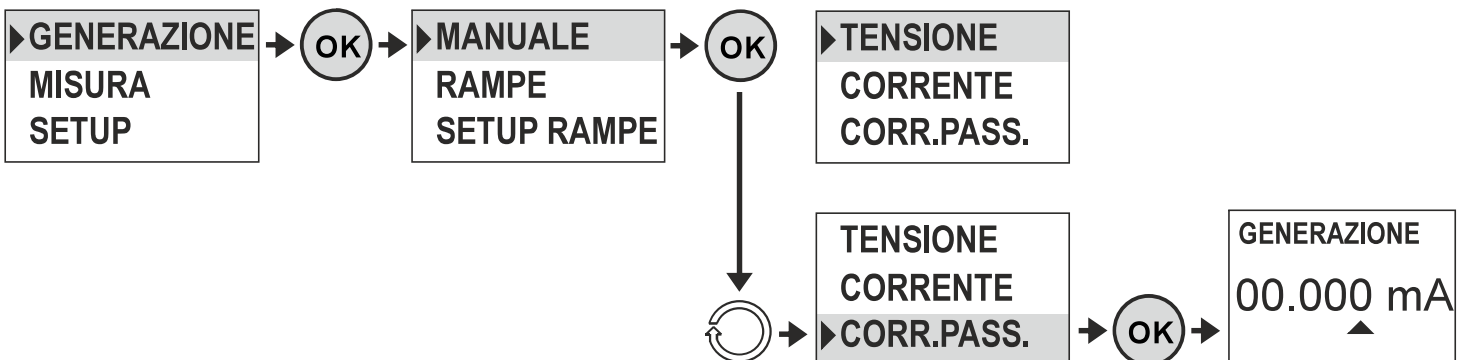 GENERAZIONE
MISURA
SETUP
OK
MANUALE
RAMPE
SETUP RAMPE
OK
TENSIONE
CORRENTE
CORR.PASS.
TENSIONE
CORRENTE
CORR.PASS.
OK
GENERAZIONE
00.000 mA